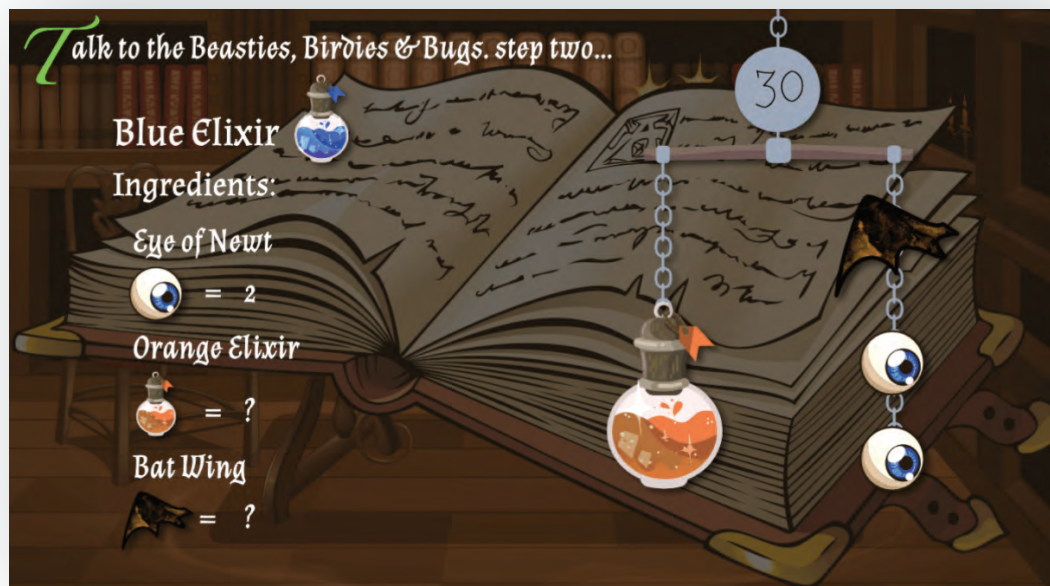 Talk to the Beasties, Birdies & Bugs. step two...
30
Blue Elixir
Ingredients:
Eye of Newt
= 2
Orange Elixir
= ?
Bat Wing
= ?